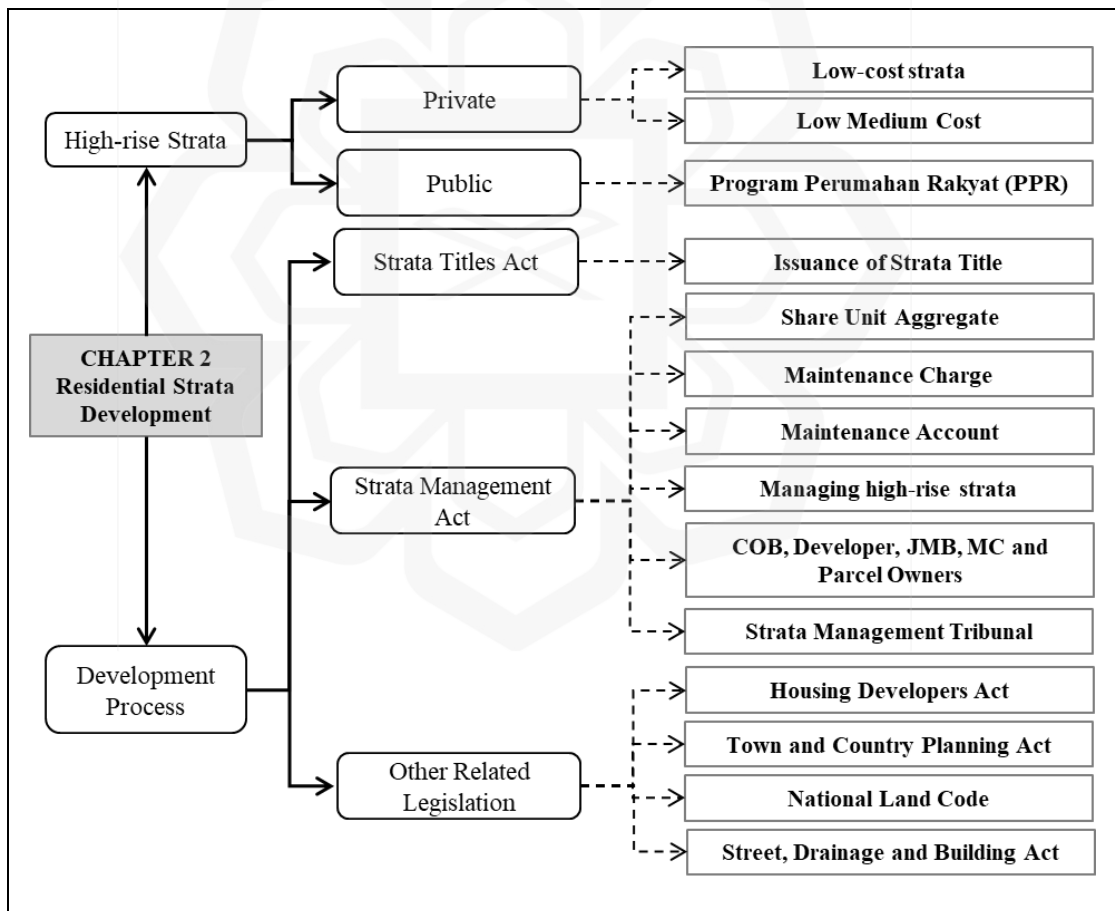 High-rise Strata
Private
Low-cost strata
Low Medium Cost
Public
Program Perumahan Rakyat (PPR)
CHAPTER 2
Residential Strata
Development
Development
Process
Strata Titles Act
Issuance of Strata Title
Strata Management
Act
Share Unit Aggregate
Maintenance Charge
Maintenance Account
Managing high-rise strata
COB, Developer, JMB, MC and
Parcel Owners
Strata Management Tribunal
Other Related
Legislation
Housing Developers Act
Town and Country Planning Act
National Land Code
Street, Drainage and Building Act